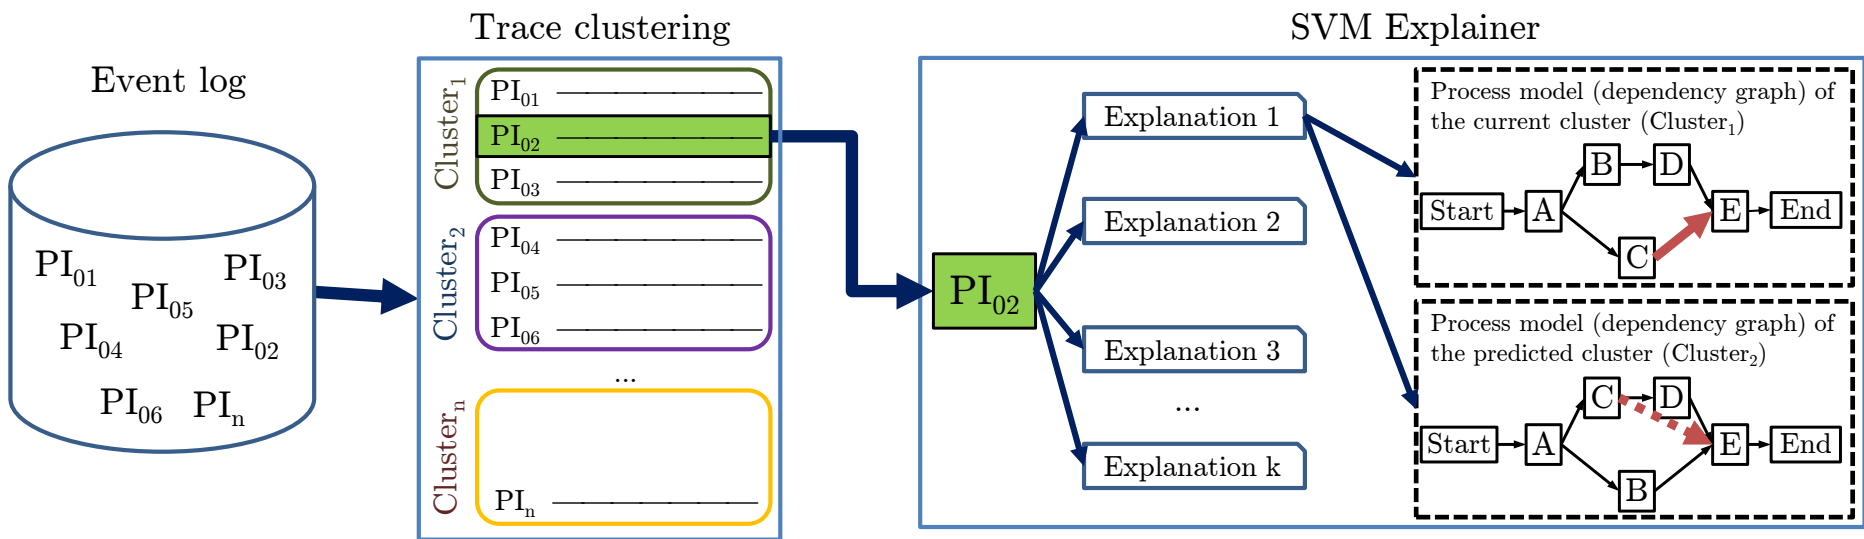 Event log
PI01
PI03
PI05
PI04
PI02
PI06
PIn
Trace clustering
Cluster1
PI01
PI02
PI03
Cluster2
PI04
PI05
PI06
...
Clustern
PIn
SVM Explainer
PI02
Explanation 1
Explanation 2
Explanation 3
...
Explanation k
Process model (dependency graph) of
the current cluster (Cluster1)
Start
A
B
D
C
E
End
Process model (dependency graph) of
the predicted cluster (Cluster2)
Start
A
C
D
B
E
End